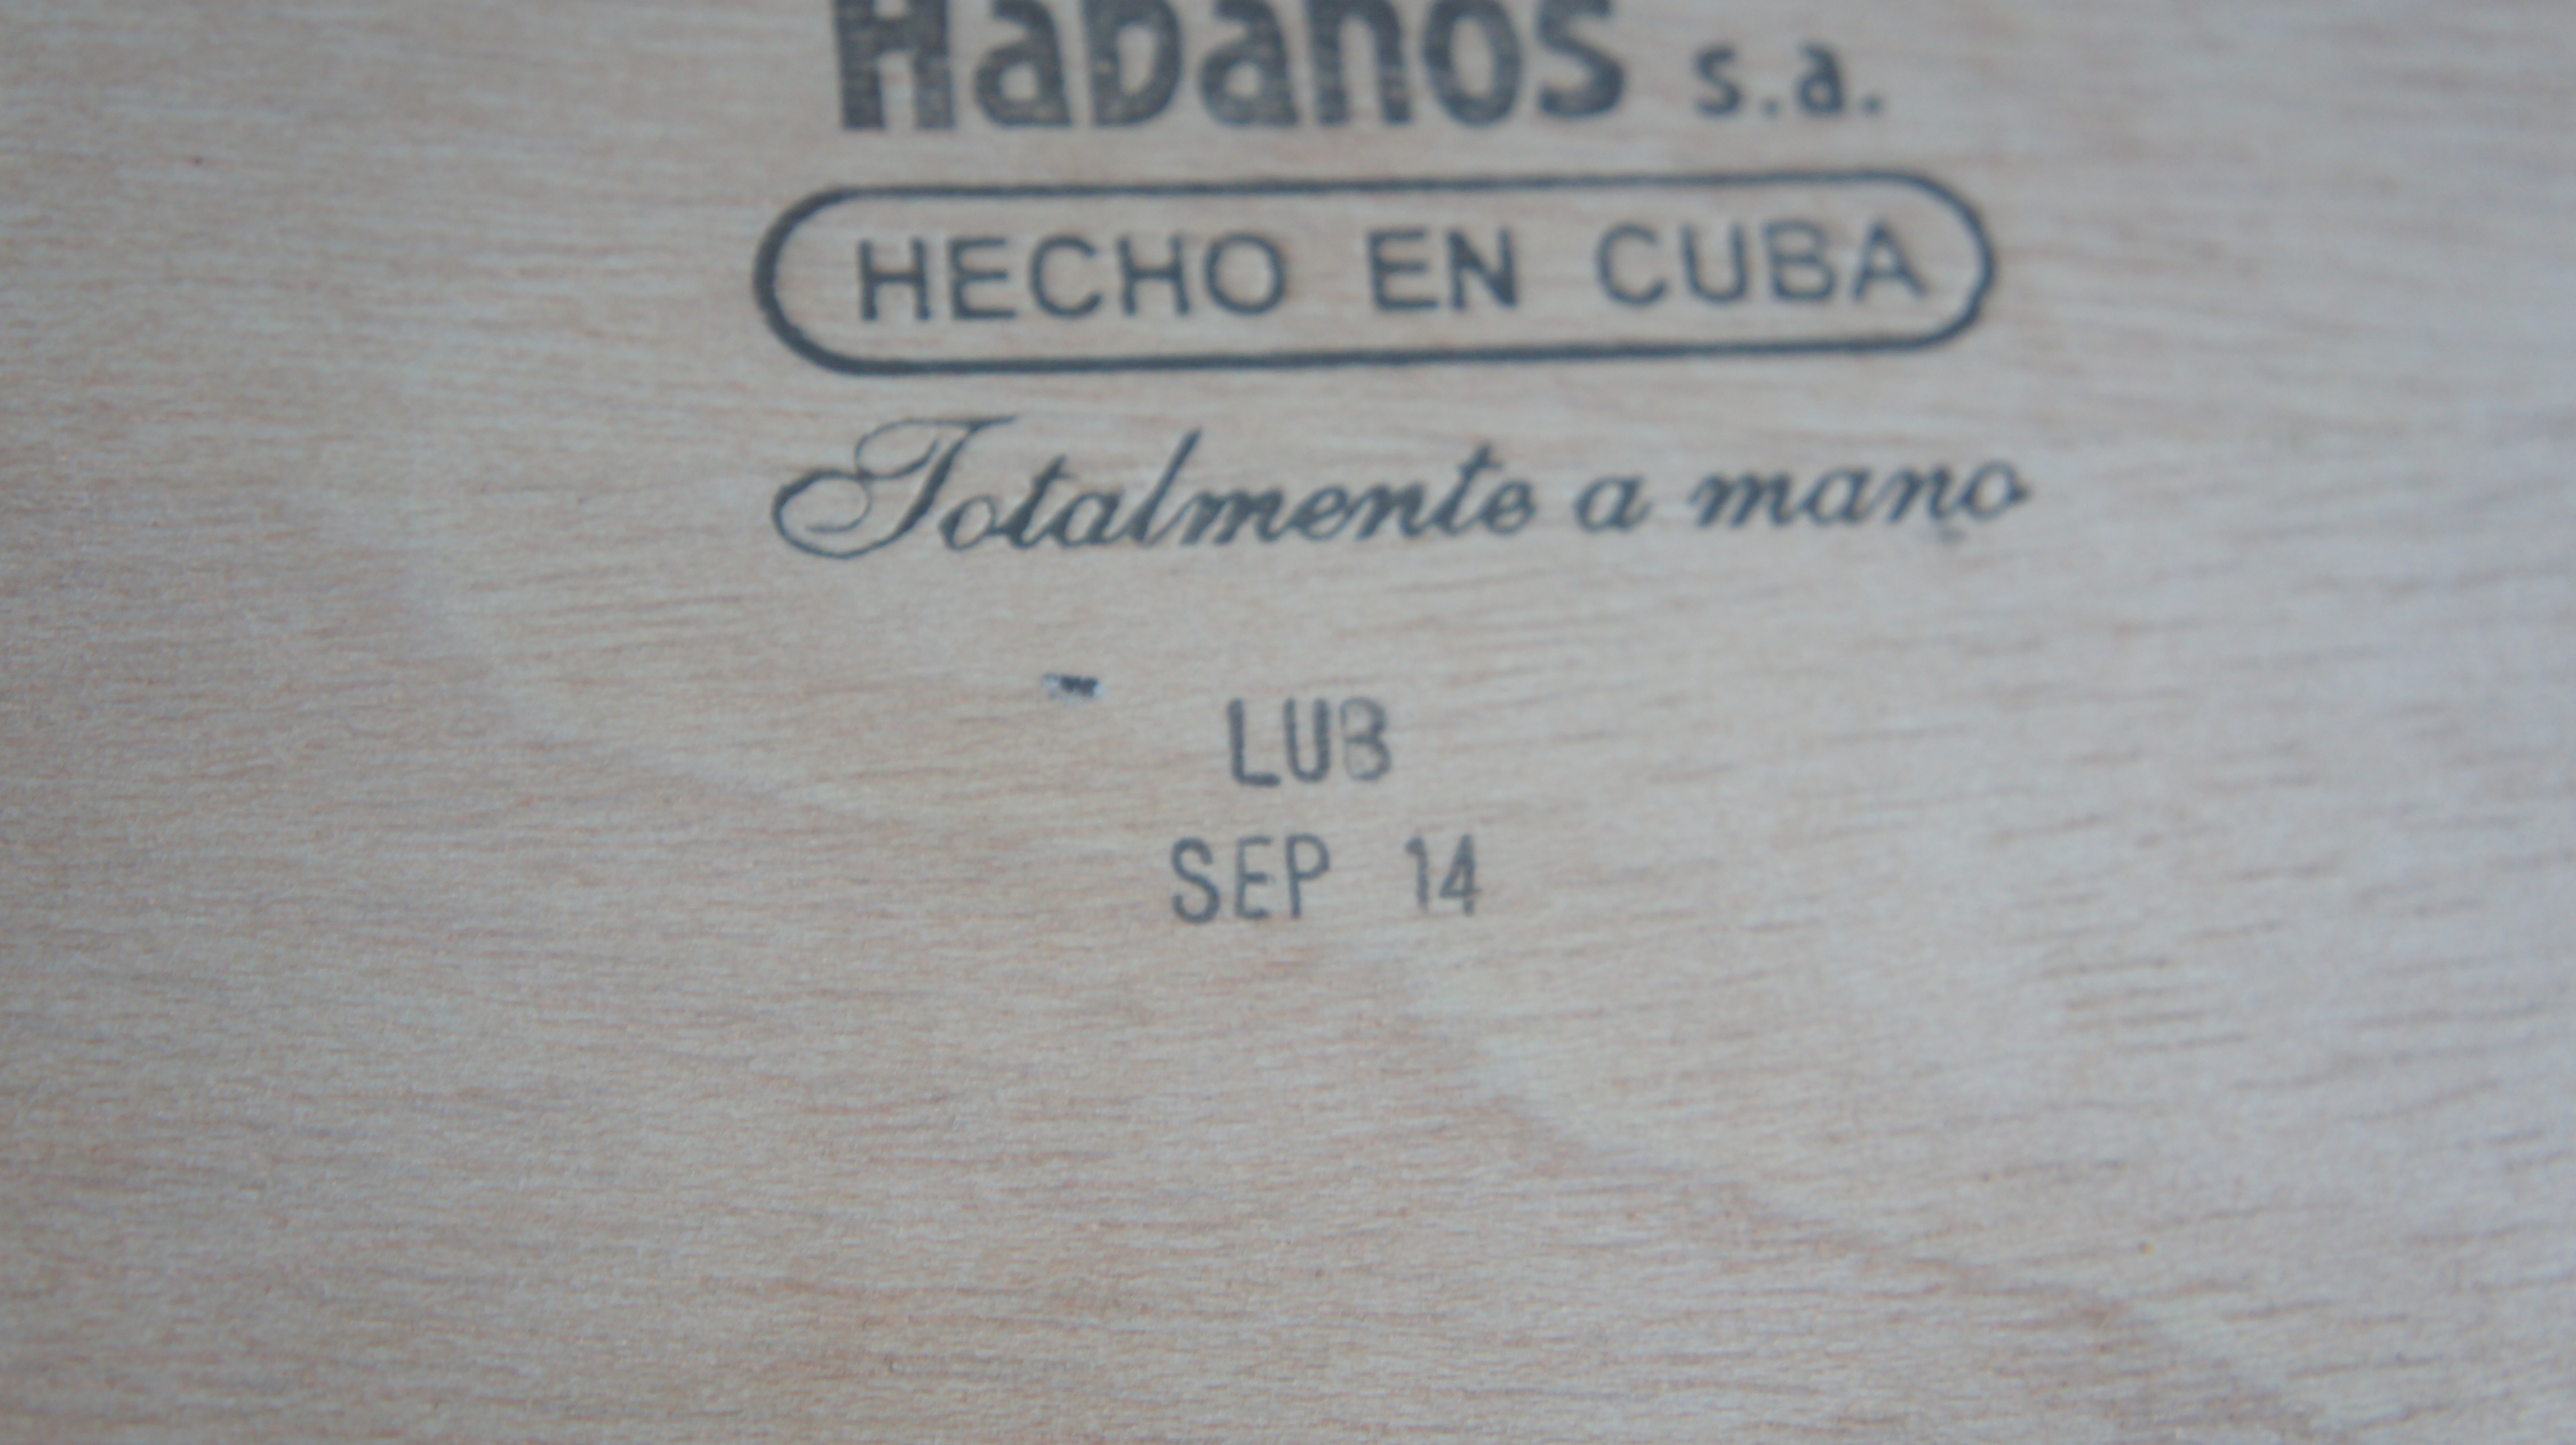 Habanos s.a.
HECHO EN CUBA
Totalmente a mano
LUB
SEP 14